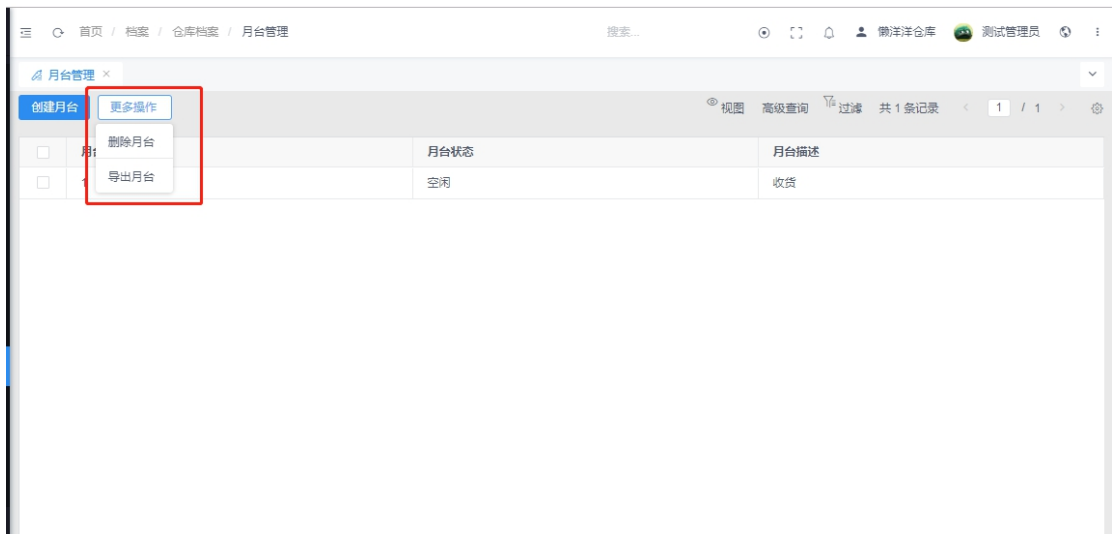 首页 / 档案 / 仓库档案 / 月台管理 搜索... 懒洋洋仓库 测试管理员
月台管理 ×
创建月台 更多操作 视图 高级查询 过滤 共 1 条记录 < 1 / 1 >
删除月台
导出月台
月台状态 月台描述
空闲 收货